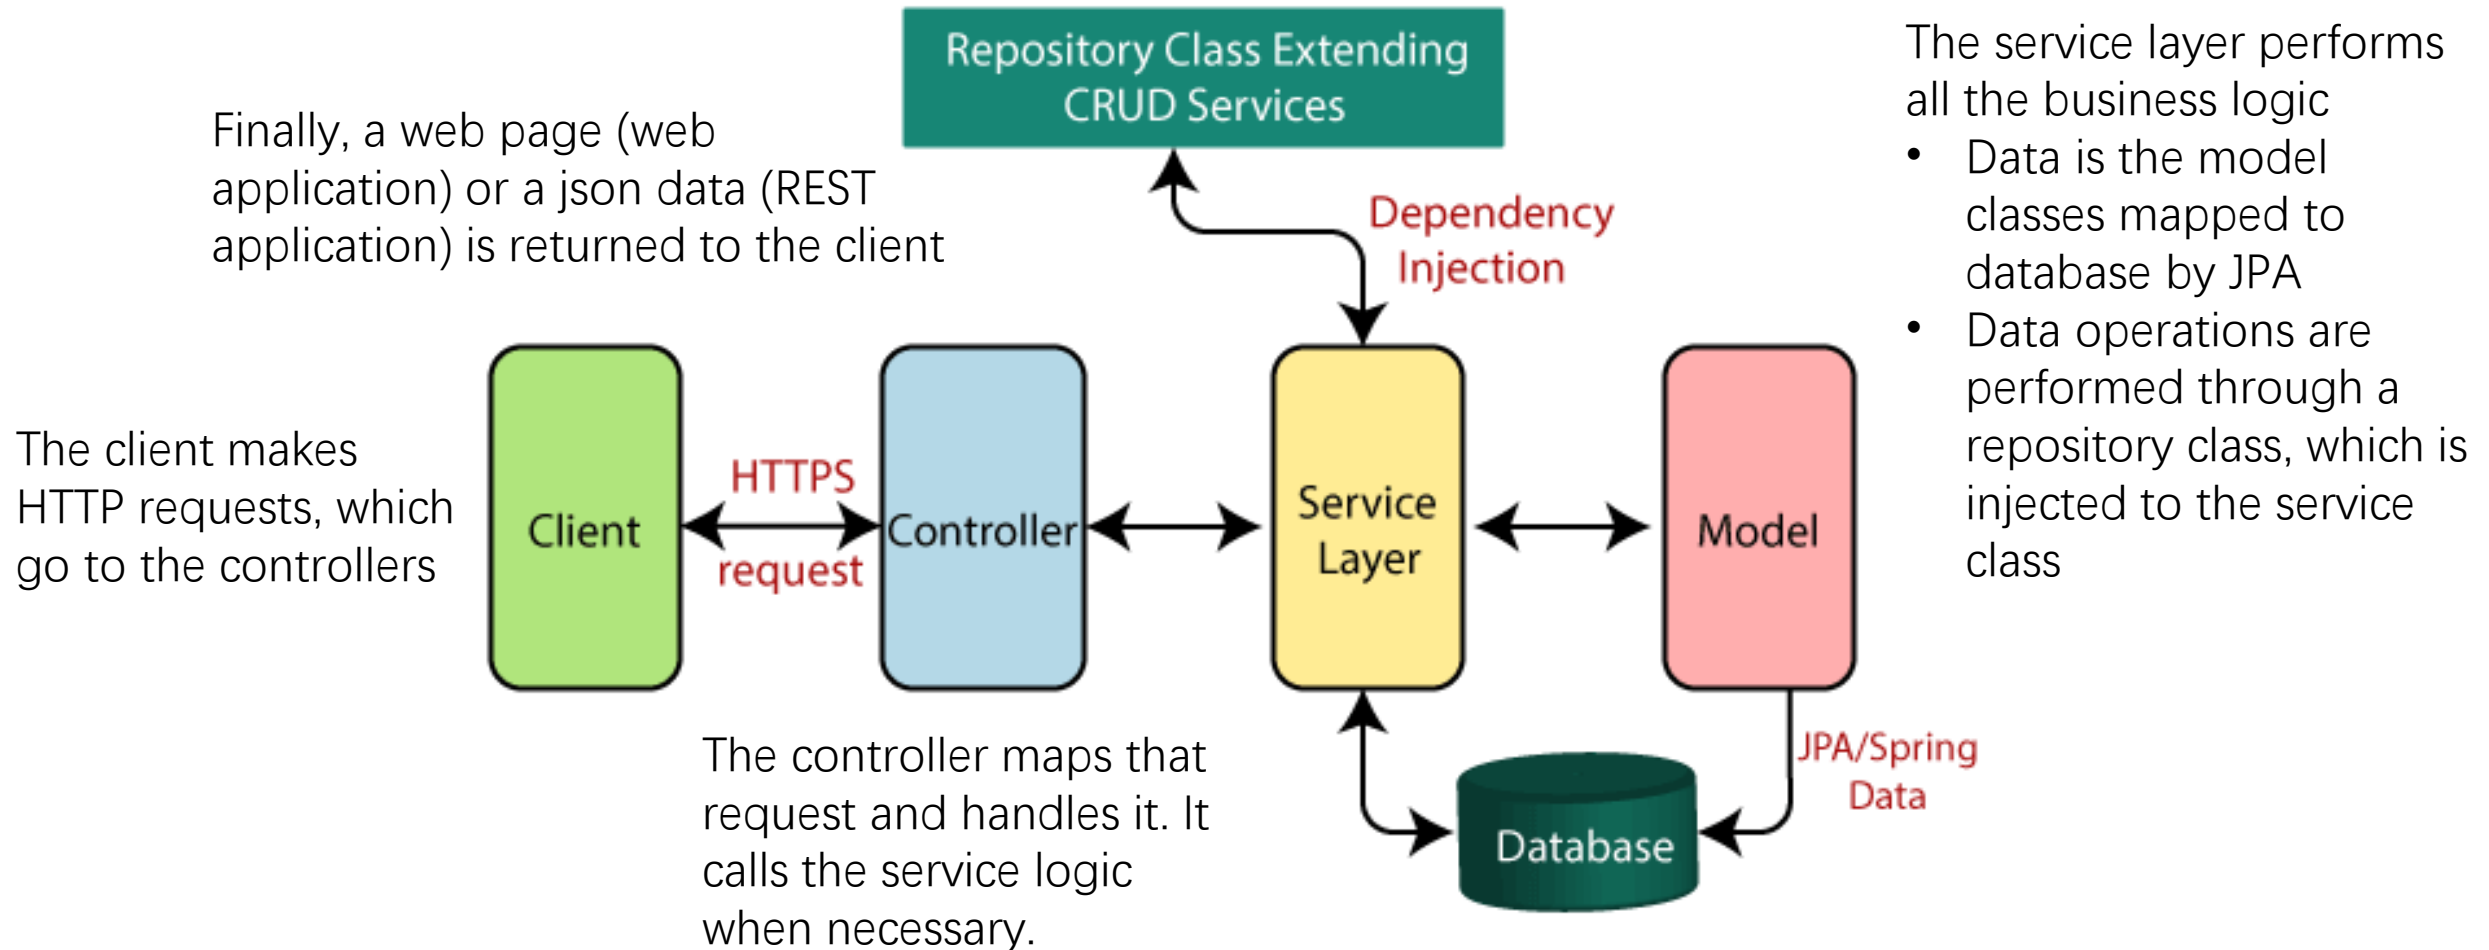 Repository Class Extending
CRUD Services
The service layer performs
all the business logic
• Data is the model
classes mapped to
database by JPA
• Data operations are
performed through a
repository class, which is
injected to the service
class
Finally, a web page (web
application) or a json data (REST
application) is returned to the client
Dependency
Injection
The client makes
HTTP requests, which
go to the controllers
Client
HTTPS
request
Controller
Service
Layer
Model
The controller maps that
request and handles it. It
calls the service logic
when necessary.
JPA/Spring
Data
Database